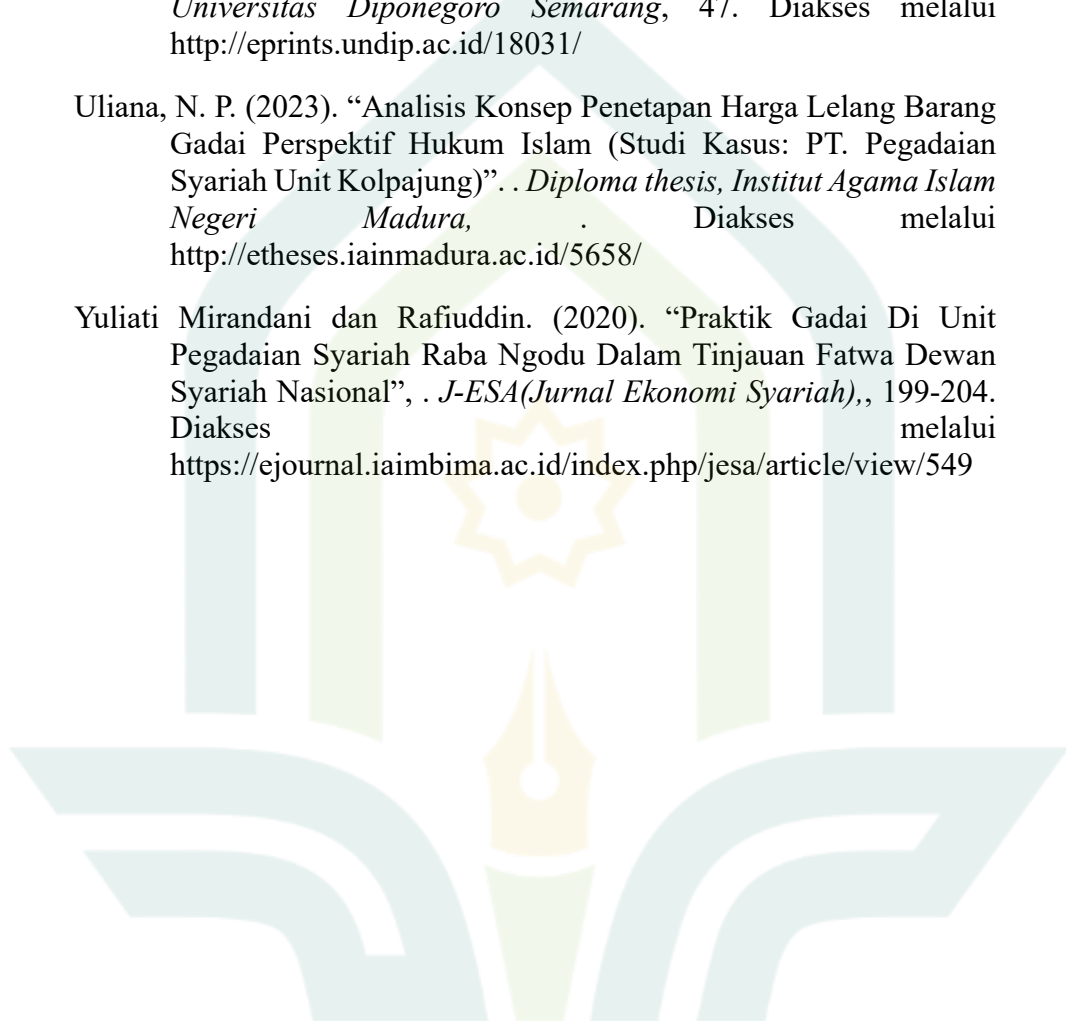 Universitas Diponegoro Semarang, 47. Diakses melalui
http://eprints.undip.ac.id/18031/
Uliana, N. P. (2023). “Analisis Konsep Penetapan Harga Lelang Barang
Gadai Perspektif Hukum Islam (Studi Kasus: PT. Pegadaian
Syariah Unit Kolpajung)”. . Diploma thesis, Institut Agama Islam
Negeri Madura, . Diakses melalui
http://etheses.iainmadura.ac.id/5658/
Yuliati Mirandani dan Rafiuddin. (2020). “Praktik Gadai Di Unit
Pegadaian Syariah Raba Ngodu Dalam Tinjauan Fatwa Dewan
Syariah Nasional”, . J-ESA(Jurnal Ekonomi Syariah),, 199-204.
Diakses melalui
https://ejournal.iaimbima.ac.id/index.php/jesa/article/view/549